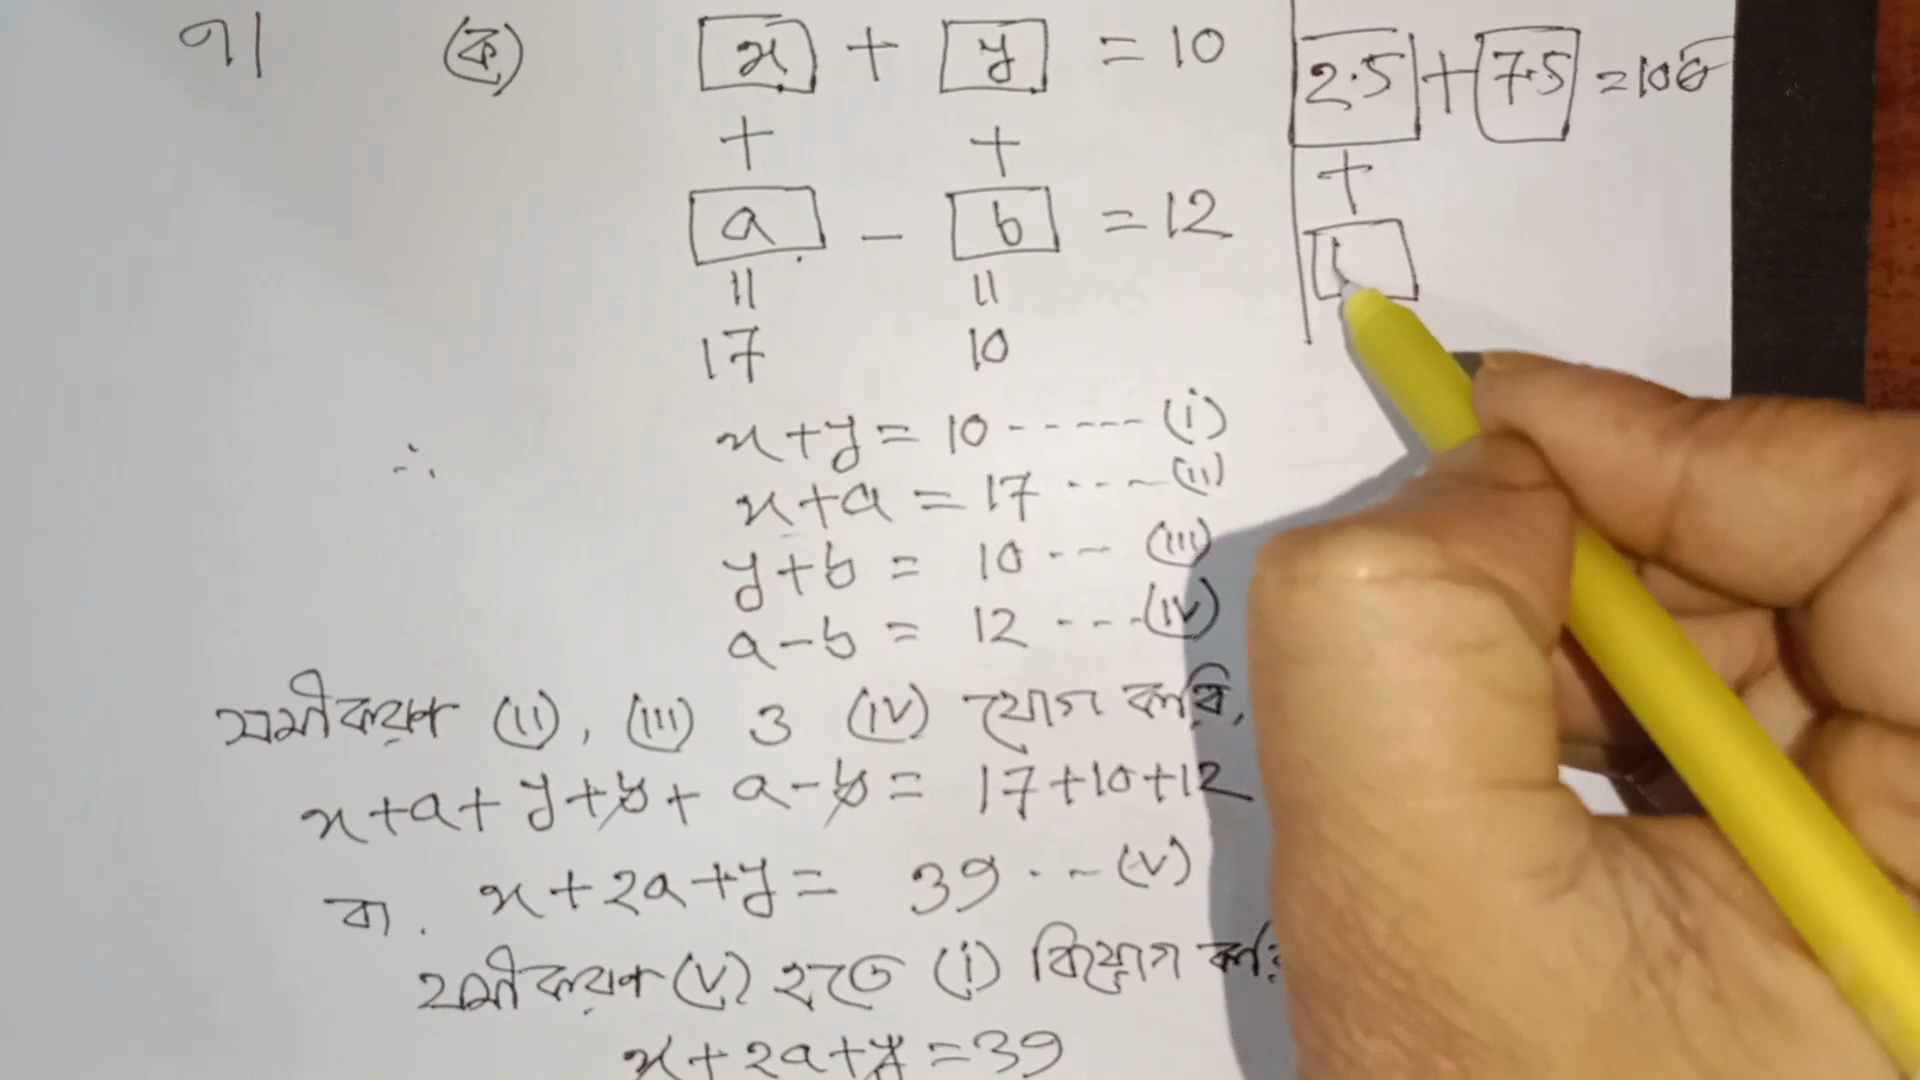 ৭। (ক) x + y = 10
+ +
a - b = 12
|| ||
17 10
2.5 + 7.5 = 10
+
∴ x+y = 10 ------ (i)
x+a = 17 ---- (ii)
y+b = 10 --- (iii)
a-b = 12 --- (iv)
সমীকরণ (ii), (iii) ও (iv) যোগ করি,
x+a+y+b+a-b = 17+10+12
বা, x+2a+y = 39 --- (v)
সমীকরণ (v) হতে (i) বিয়োগ করি
x+2a+y = 39